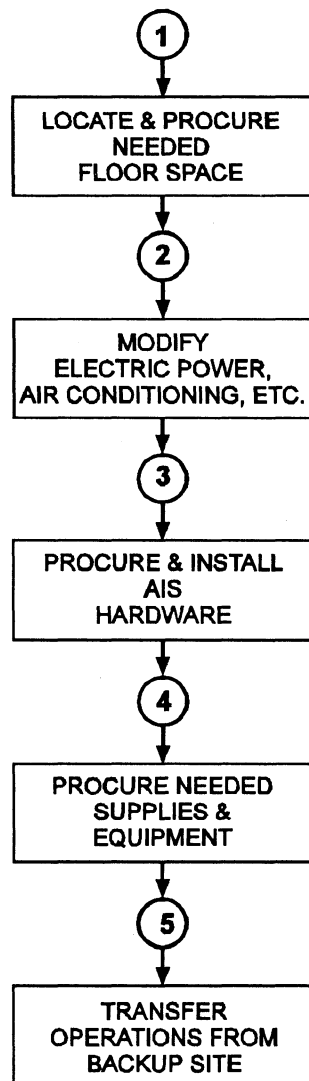 1
LOCATE & PROCURE
NEEDED
FLOOR SPACE
2
MODIFY
ELECTRIC POWER,
AIR CONDITIONING, ETC.
3
PROCURE & INSTALL
AIS
HARDWARE
4
PROCURE NEEDED
SUPPLIES &
EQUIPMENT
5
TRANSFER
OPERATIONS FROM
BACKUP SITE